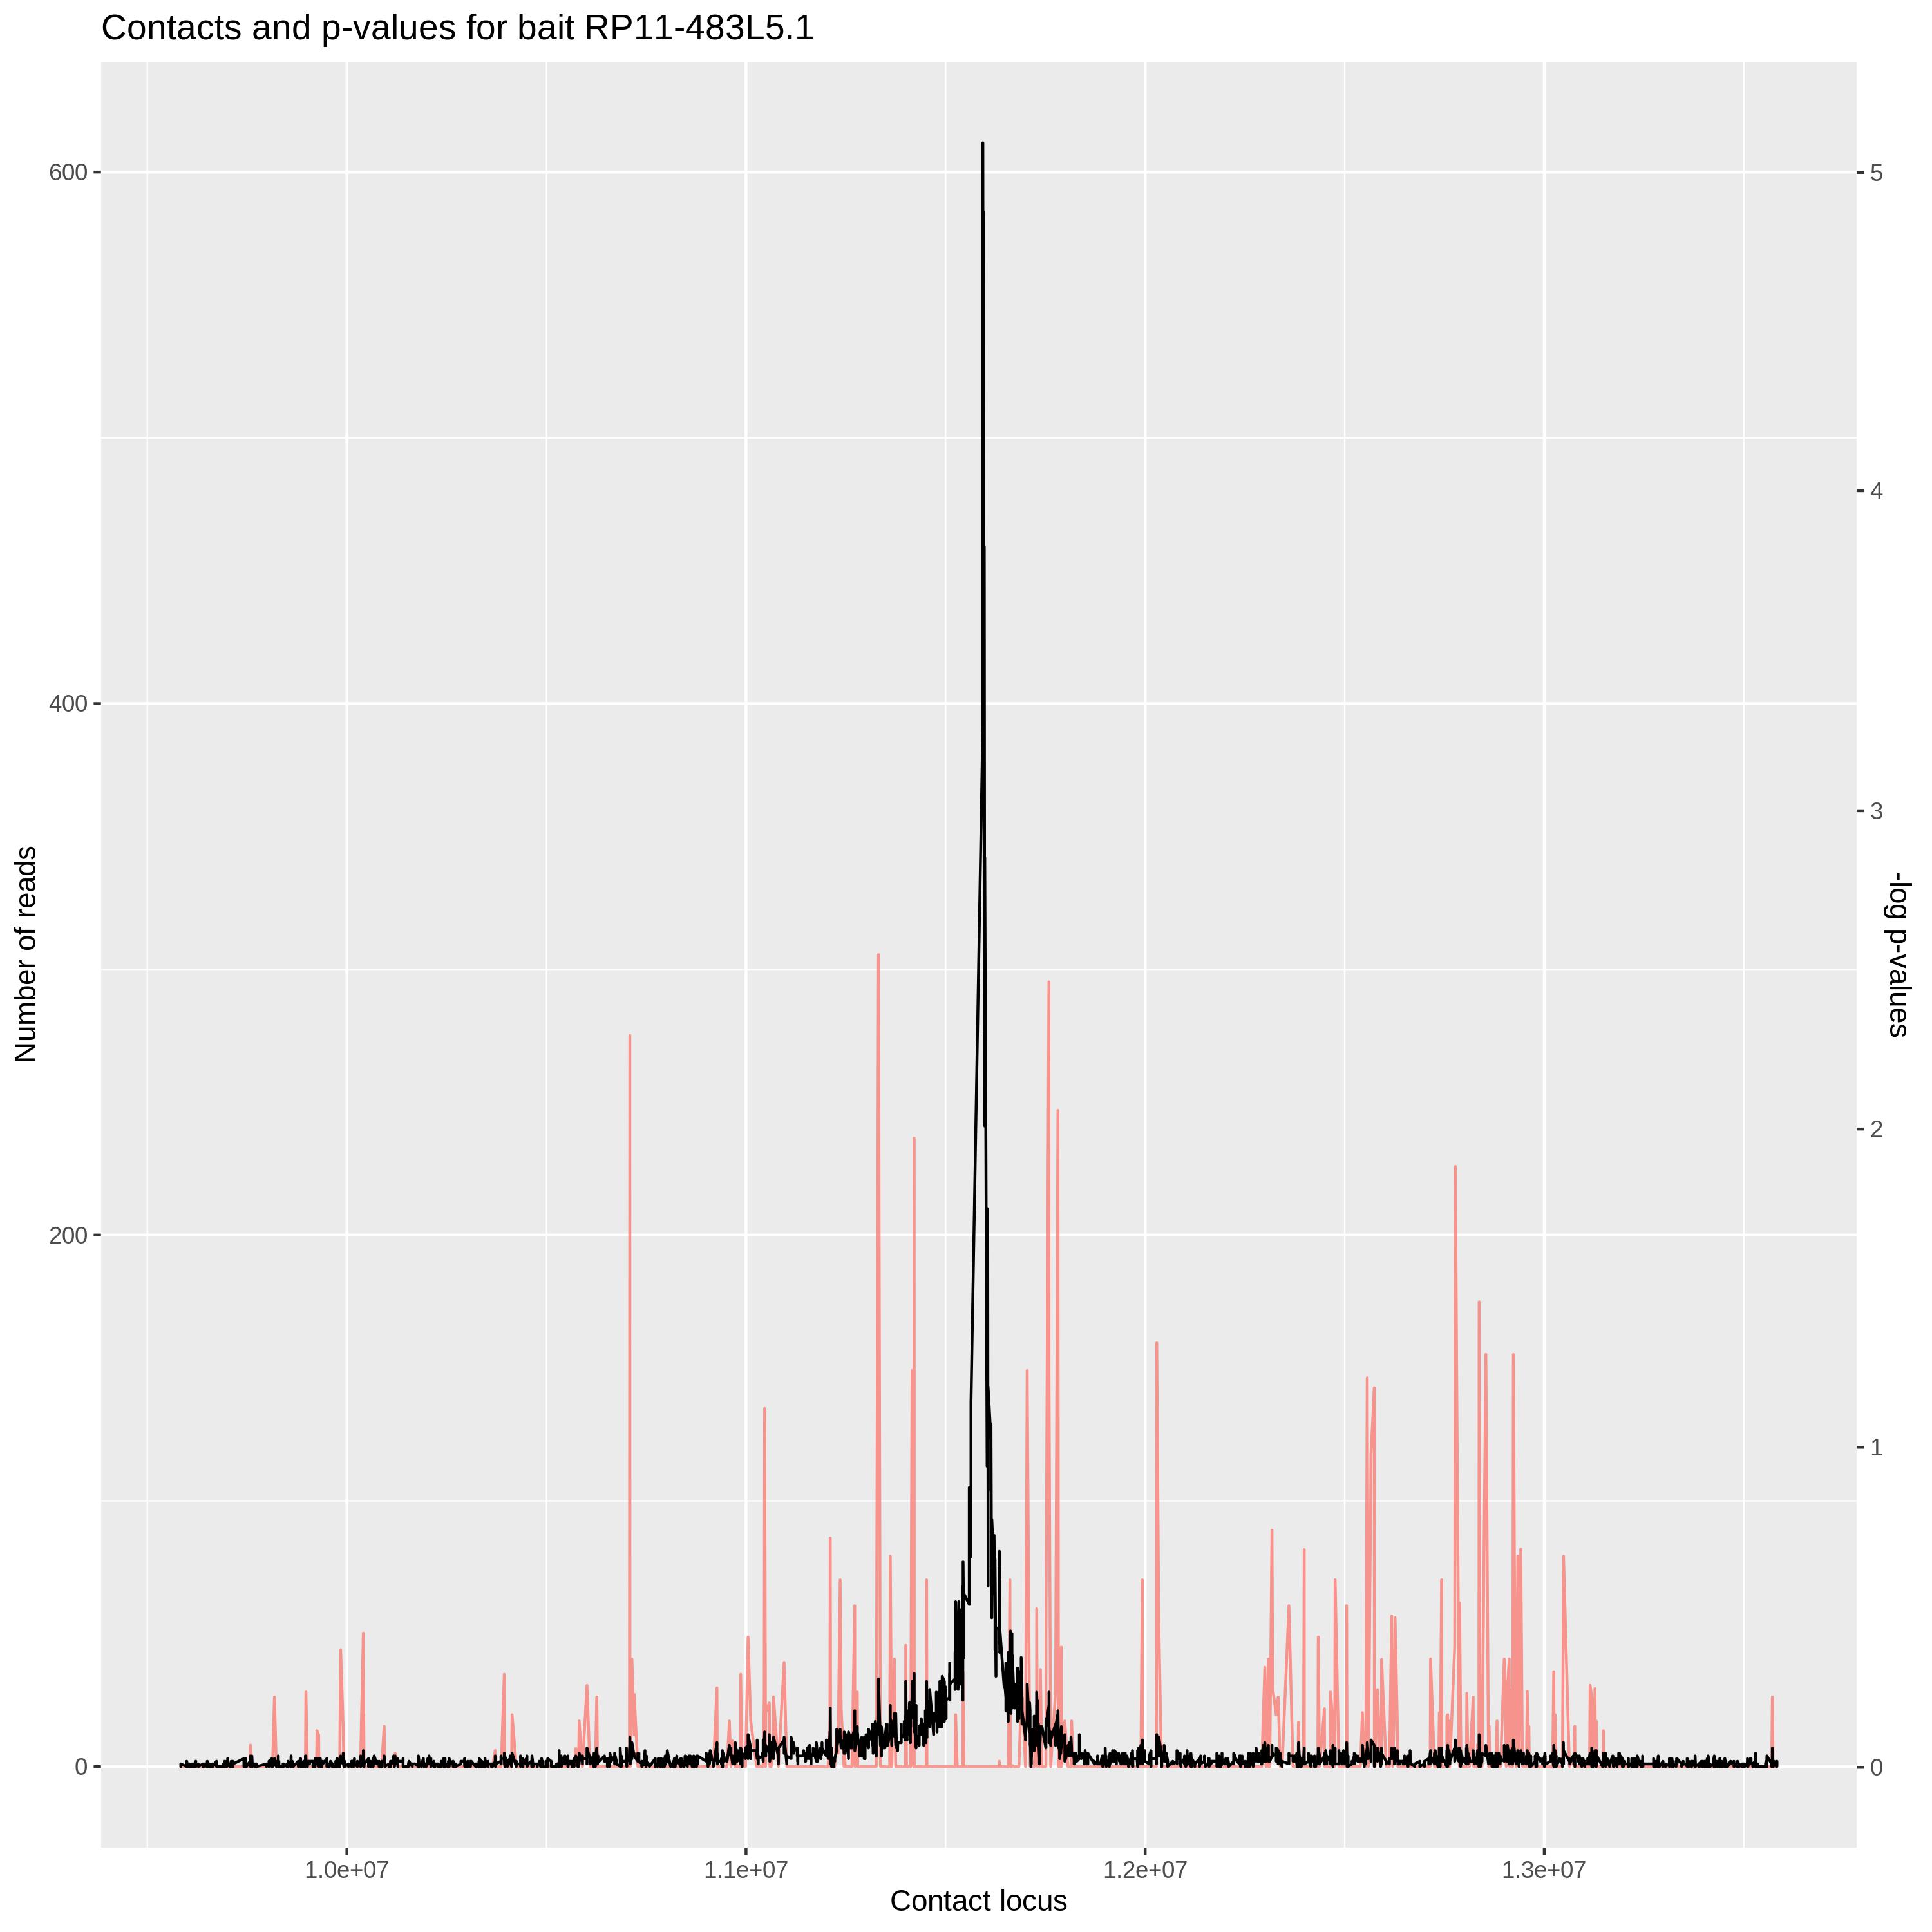 Contacts and p-values for bait RP11-483L5.1
Number of reads
600
400
200
0
5
4
3
2
1
0
-log p-values
1.0e+07
1.1e+07
1.2e+07
1.3e+07
Contact locus